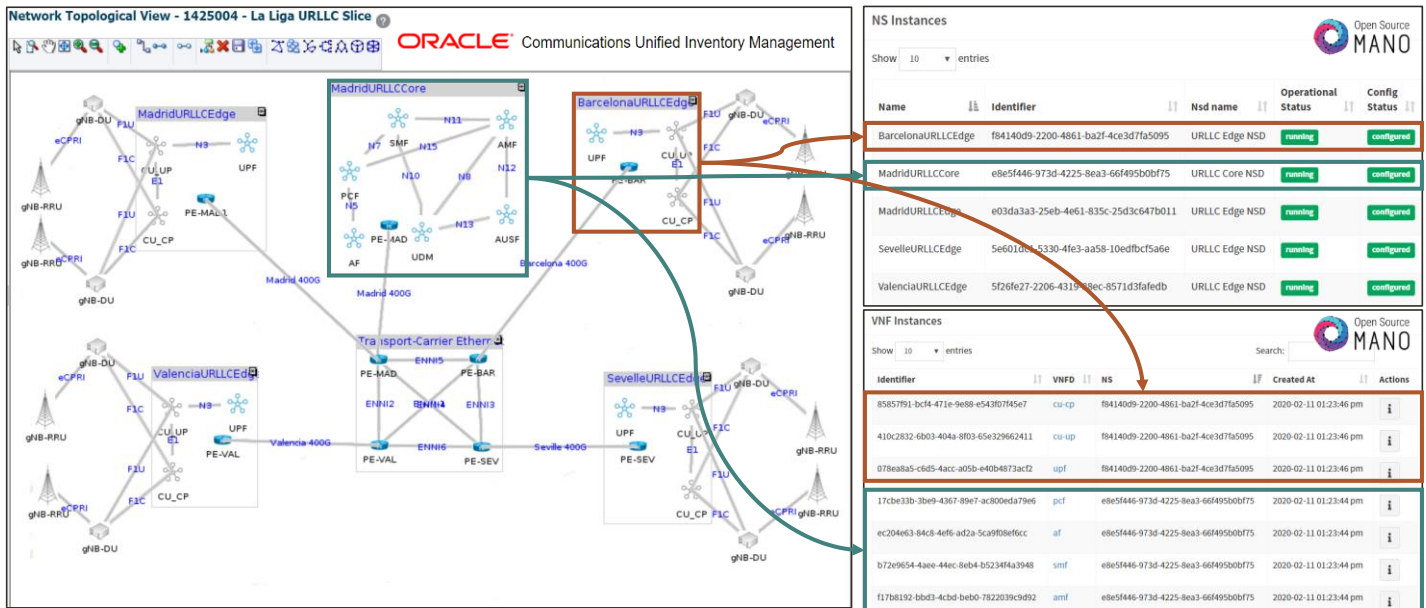 Network Topological View - 1425004 - La Liga URLLC Slice
ORACLE Communications Unified Inventory Management
gNB-DU
F1U
MadridURLLCEdge
eCPRI
F1C
N3
CU_UP
UPF
E1
gNB-RRU
F1U
PE-MAD1
CU_CP
F1C
gNB-RRU
eCPRI
gNB-DU
MadridURLLCCore
N11
SMF
AMF
N7
N15
N10
N8
N12
PCF
N5
PE-MAD
N13
AF
UDM
AUSF
BarcelonaURLLCEdge
gNB-DU
F1U
eCPRI
N3
F1C
UPF
CU_UP
E1
PE-BAR
gNB-RRU
CU_CP
F1C
eCPRI
gNB-RRU
gNB-DU
Madrid 400G
Madrid 400G
Barcelona 400G
Transport-Carrier Ethernet
ENNI5
PE-MAD
PE-BAR
ENNI2
ENNI3
ENNI6
PE-VAL
PE-SEV
Valencia 400G
Seville 400G
gNB-DU
eCPRI
F1U
ValenciaURLLCEdge
F1C
N3
CU_UP
UPF
E1
gNB-RRU
PE-VAL
F1U
CU_CP
F1C
eCPRI
gNB-RRU
gNB-DU
SevelleURLLCEdge
F1U
gNB-DU
eCPRI
N3
UPF
CU_UP
F1C
E1
gNB-RRU
PE-SEV
F1U
CU_CP
F1C
eCPRI
gNB-RRU
gNB-DU
NS Instances
Open Source
MANO
Show 10 entries
Name Identifier Nsd name Operational Status Config Status
BarcelonaURLLCEdge f84140d9-2200-4861-ba2f-4ce3d7fa5095 URLLC Edge NSD running configured
MadridURLLCCore e8e5f446-973d-4225-8ea3-66f495b0bf75 URLLC Core NSD running configured
MadridURLLCEdge e03da3a3-25eb-4e61-835c-25d3c647b011 URLLC Edge NSD running configured
SevelleURLLCEdge 5e601dc1-5330-4fe3-aa58-10edfbcf5a6e URLLC Edge NSD running configured
ValenciaURLLCEdge URLLC Edge NSD running configured
VNF Instances
Open Source
MANO
Show 10 entries
Search:
Identifier VNFD NS Created At Actions
85857f91-bcf4-471e-9e88-e543f07f45e7 cu-cp f84140d9-2200-4861-ba2f-4ce3d7fa5095 2020-02-11 01:23:46 pm i
410c2832-6b03-404a-8f03-65e329662411 cu-up f84140d9-2200-4861-ba2f-4ce3d7fa5095 2020-02-11 01:23:46 pm i
078ea8a5-c6d5-4acc-a05b-e40b4873acf2 upf f84140d9-2200-4861-ba2f-4ce3d7fa5095 2020-02-11 01:23:46 pm i
17cbe33b-3be9-4367-89e7-ac800eda79e6 pcf e8e5f446-973d-4225-8ea3-66f495b0bf75 2020-02-11 01:23:44 pm i
ec204e63-84c8-4ef6-ad2a-5ca9f08ef6cc af e8e5f446-973d-4225-8ea3-66f495b0bf75 2020-02-11 01:23:44 pm i
b72e9654-4aee-44ec-8eb4-b5234f4a3948 smf e8e5f446-973d-4225-8ea3-66f495b0bf75 2020-02-11 01:23:44 pm i
f17b8192-bbd3-4cbd-beb0-7822039c9d92 amf e8e5f446-973d-4225-8ea3-66f495b0bf75 2020-02-11 01:23:44 pm i